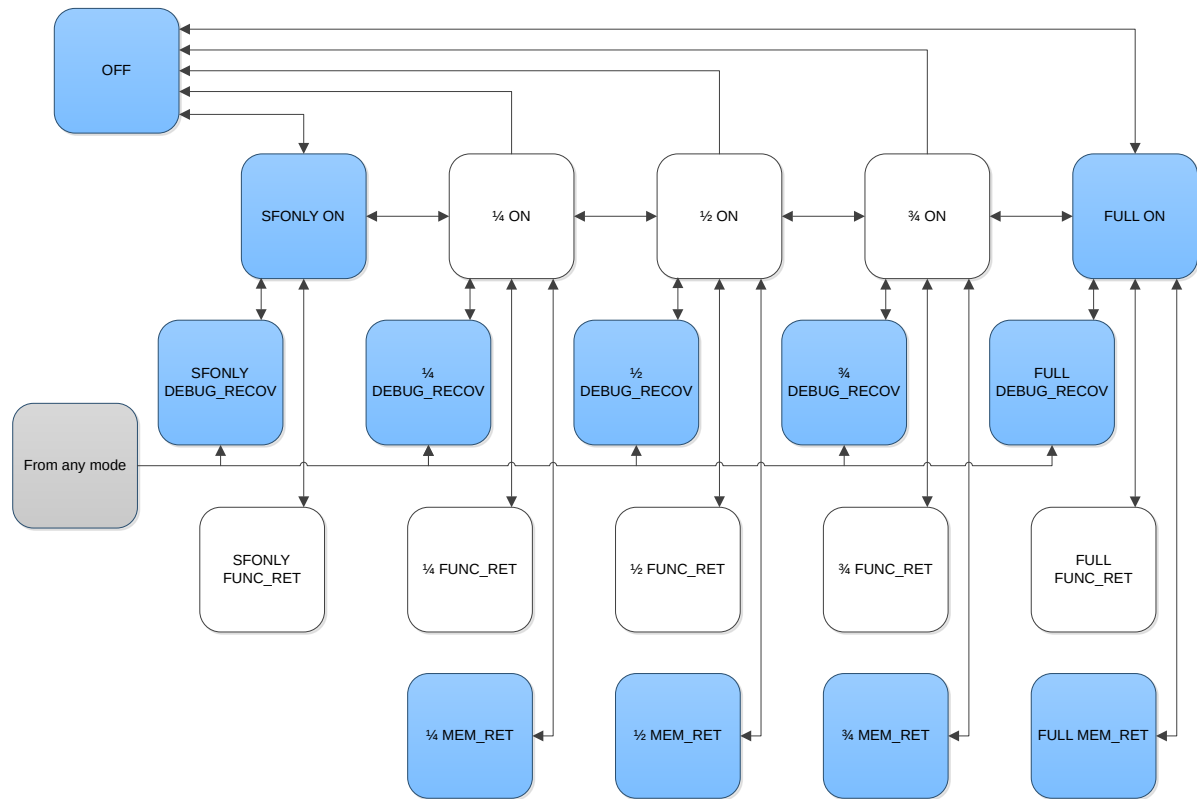 OFF
SFONLY ON
¼ ON
½ ON
¾ ON
FULL ON
SFONLY
DEBUG_RECOV
¼
DEBUG_RECOV
½
DEBUG_RECOV
¾
DEBUG_RECOV
FULL
DEBUG_RECOV
From any mode
SFONLY
FUNC_RET
¼ FUNC_RET
½ FUNC_RET
¾ FUNC_RET
FULL
FUNC_RET
¼ MEM_RET
½ MEM_RET
¾ MEM_RET
FULL MEM_RET